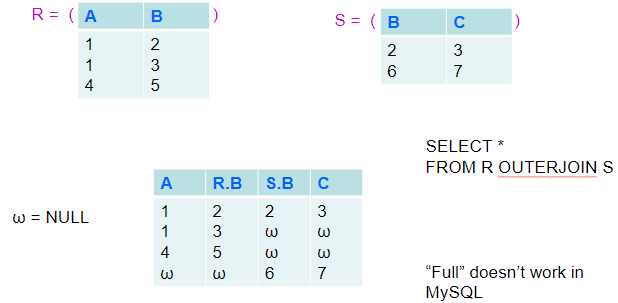 R = ( A B )
1 2
1 3
4 5
S = ( B C )
2 3
6 7
SELECT *
FROM R OUTERJOIN S
A R.B S.B C
1 2 2 3
1 3 ω ω
4 5 ω ω
ω ω 6 7
ω = NULL
“Full” doesn’t work in
MySQL